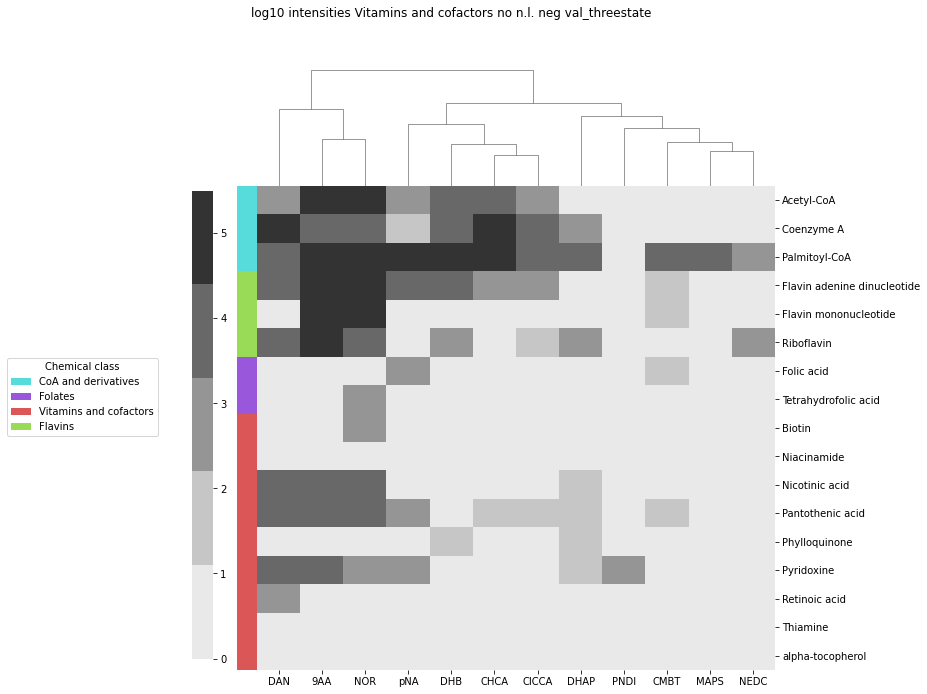 log10 intensities Vitamins and cofactors no n.l. neg val_threestate
5
4
3
2
1
0
Chemical class
CoA and derivatives
Folates
Vitamins and cofactors
Flavins
Acetyl-CoA
Coenzyme A
Palmitoyl-CoA
Flavin adenine dinucleotide
Flavin mononucleotide
Riboflavin
Folic acid
Tetrahydrofolic acid
Biotin
Niacinamide
Nicotinic acid
Pantothenic acid
Phylloquinone
Pyridoxine
Retinoic acid
Thiamine
alpha-tocopherol
DAN 9AA NOR pNA DHB CHCA ClCCA DHAP PNDI CMBT MAPS NEDC